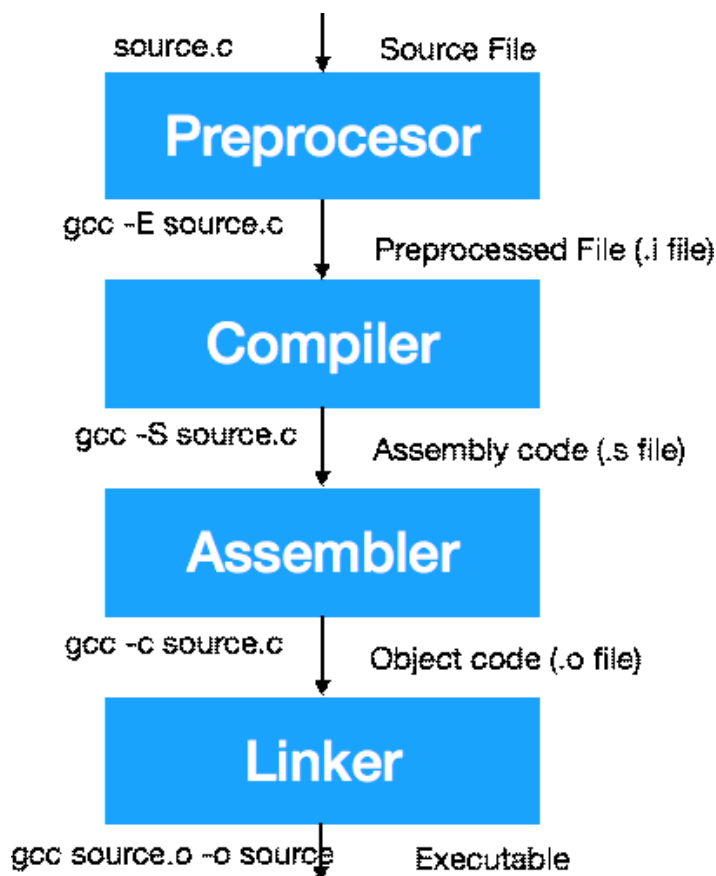 source.c Source File
Preprocesor
gcc -E source.c
Preprocessed File (.i file)
Compiler
gcc -S source.c
Assembly code (.s file)
Assembler
gcc -c source.c
Object code (.o file)
Linker
gcc source.o -o source Executable